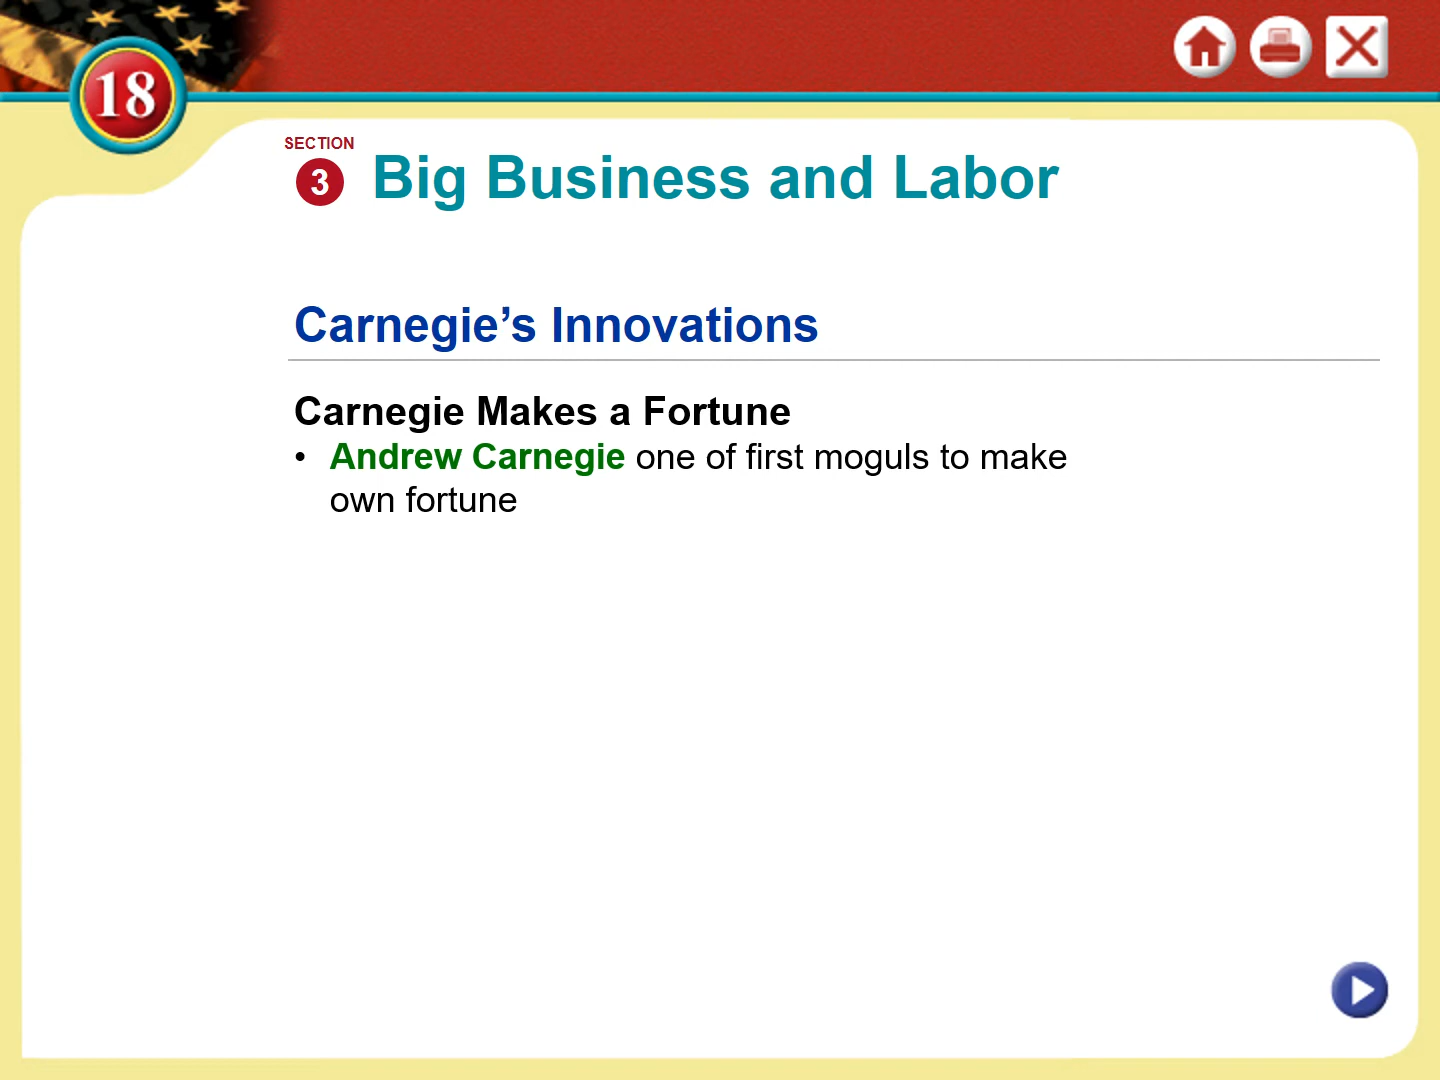 18
SECTION
3 Big Business and Labor
Carnegie’s Innovations
Carnegie Makes a Fortune
• Andrew Carnegie one of first moguls to make
own fortune